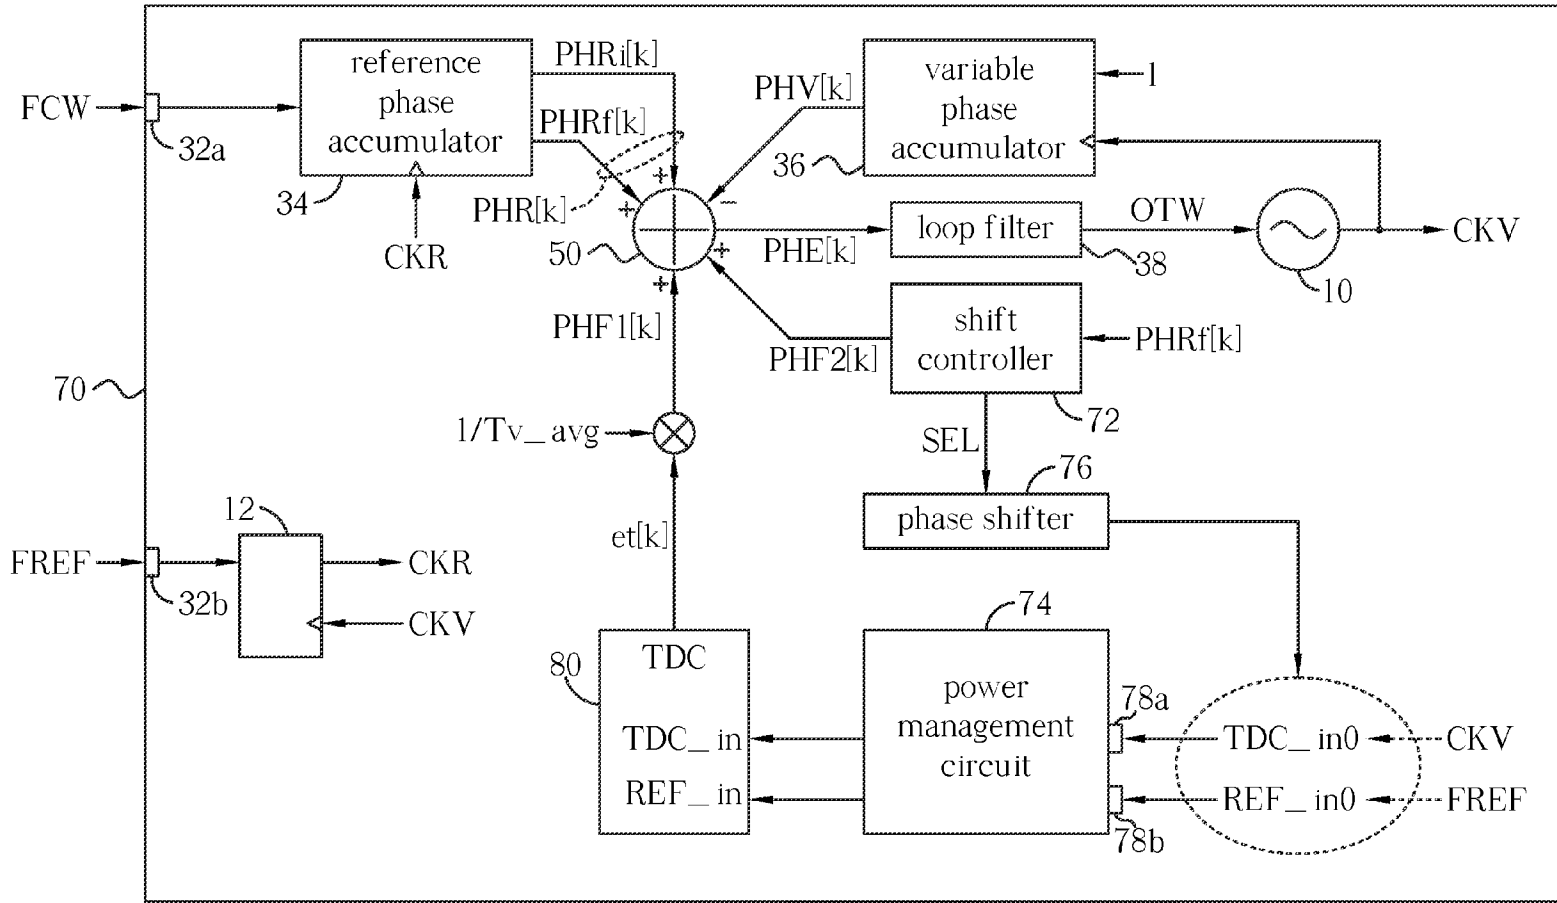 FCW
32a
reference
phase
accumulator
34
CKR
PHRi[k]
PHRf[k]
PHR[k]
+
+
−
+
+
50
PHV[k]
variable
phase
accumulator
36
1
PHE[k]
loop filter
38
OTW
10
CKV
PHF1[k]
PHF2[k]
shift
controller
72
PHRf[k]
SEL
1/Tv_avg
70
76
phase shifter
et[k]
12
FREF
32b
CKR
CKV
80
TDC
TDC_in
REF_in
74
power
management
circuit
78a
78b
TDC_in0
REF_in0
CKV
FREF